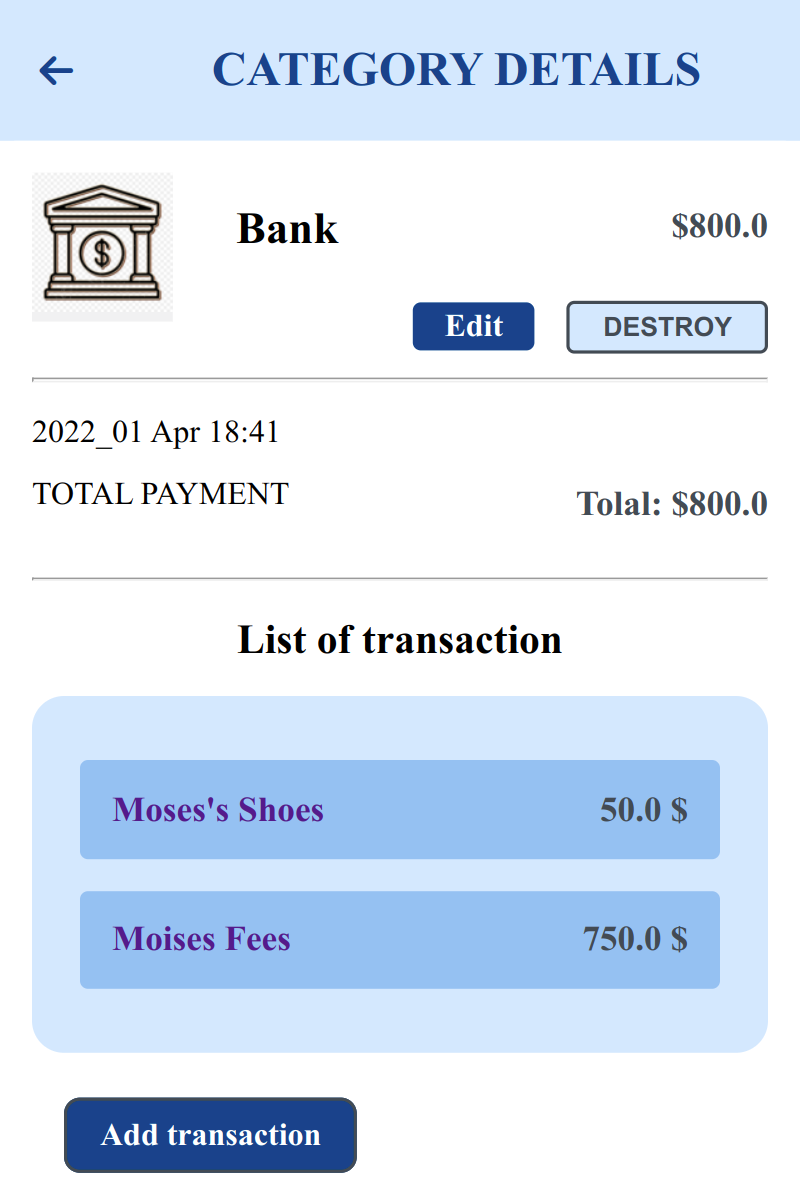 CATEGORY DETAILS
$
Bank
$800.0
Edit
DESTROY
2022_01 Apr 18:41
TOTAL PAYMENT
Tolal: $800.0
List of transaction
Moses's Shoes 50.0 $
Moises Fees 750.0 $
Add transaction